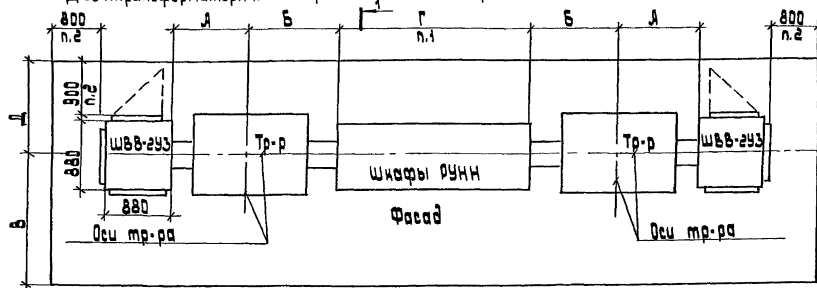 1
800 А Б Г Б А 800
п.2 п.1 п.2
900
п.2
Д
ШВВ-2УЗ Тр-р Тр-р ШВВ-2УЗ
880
Шкафы РУНН
880
Фасад
В
Оси тр-ра Оси тр-ра